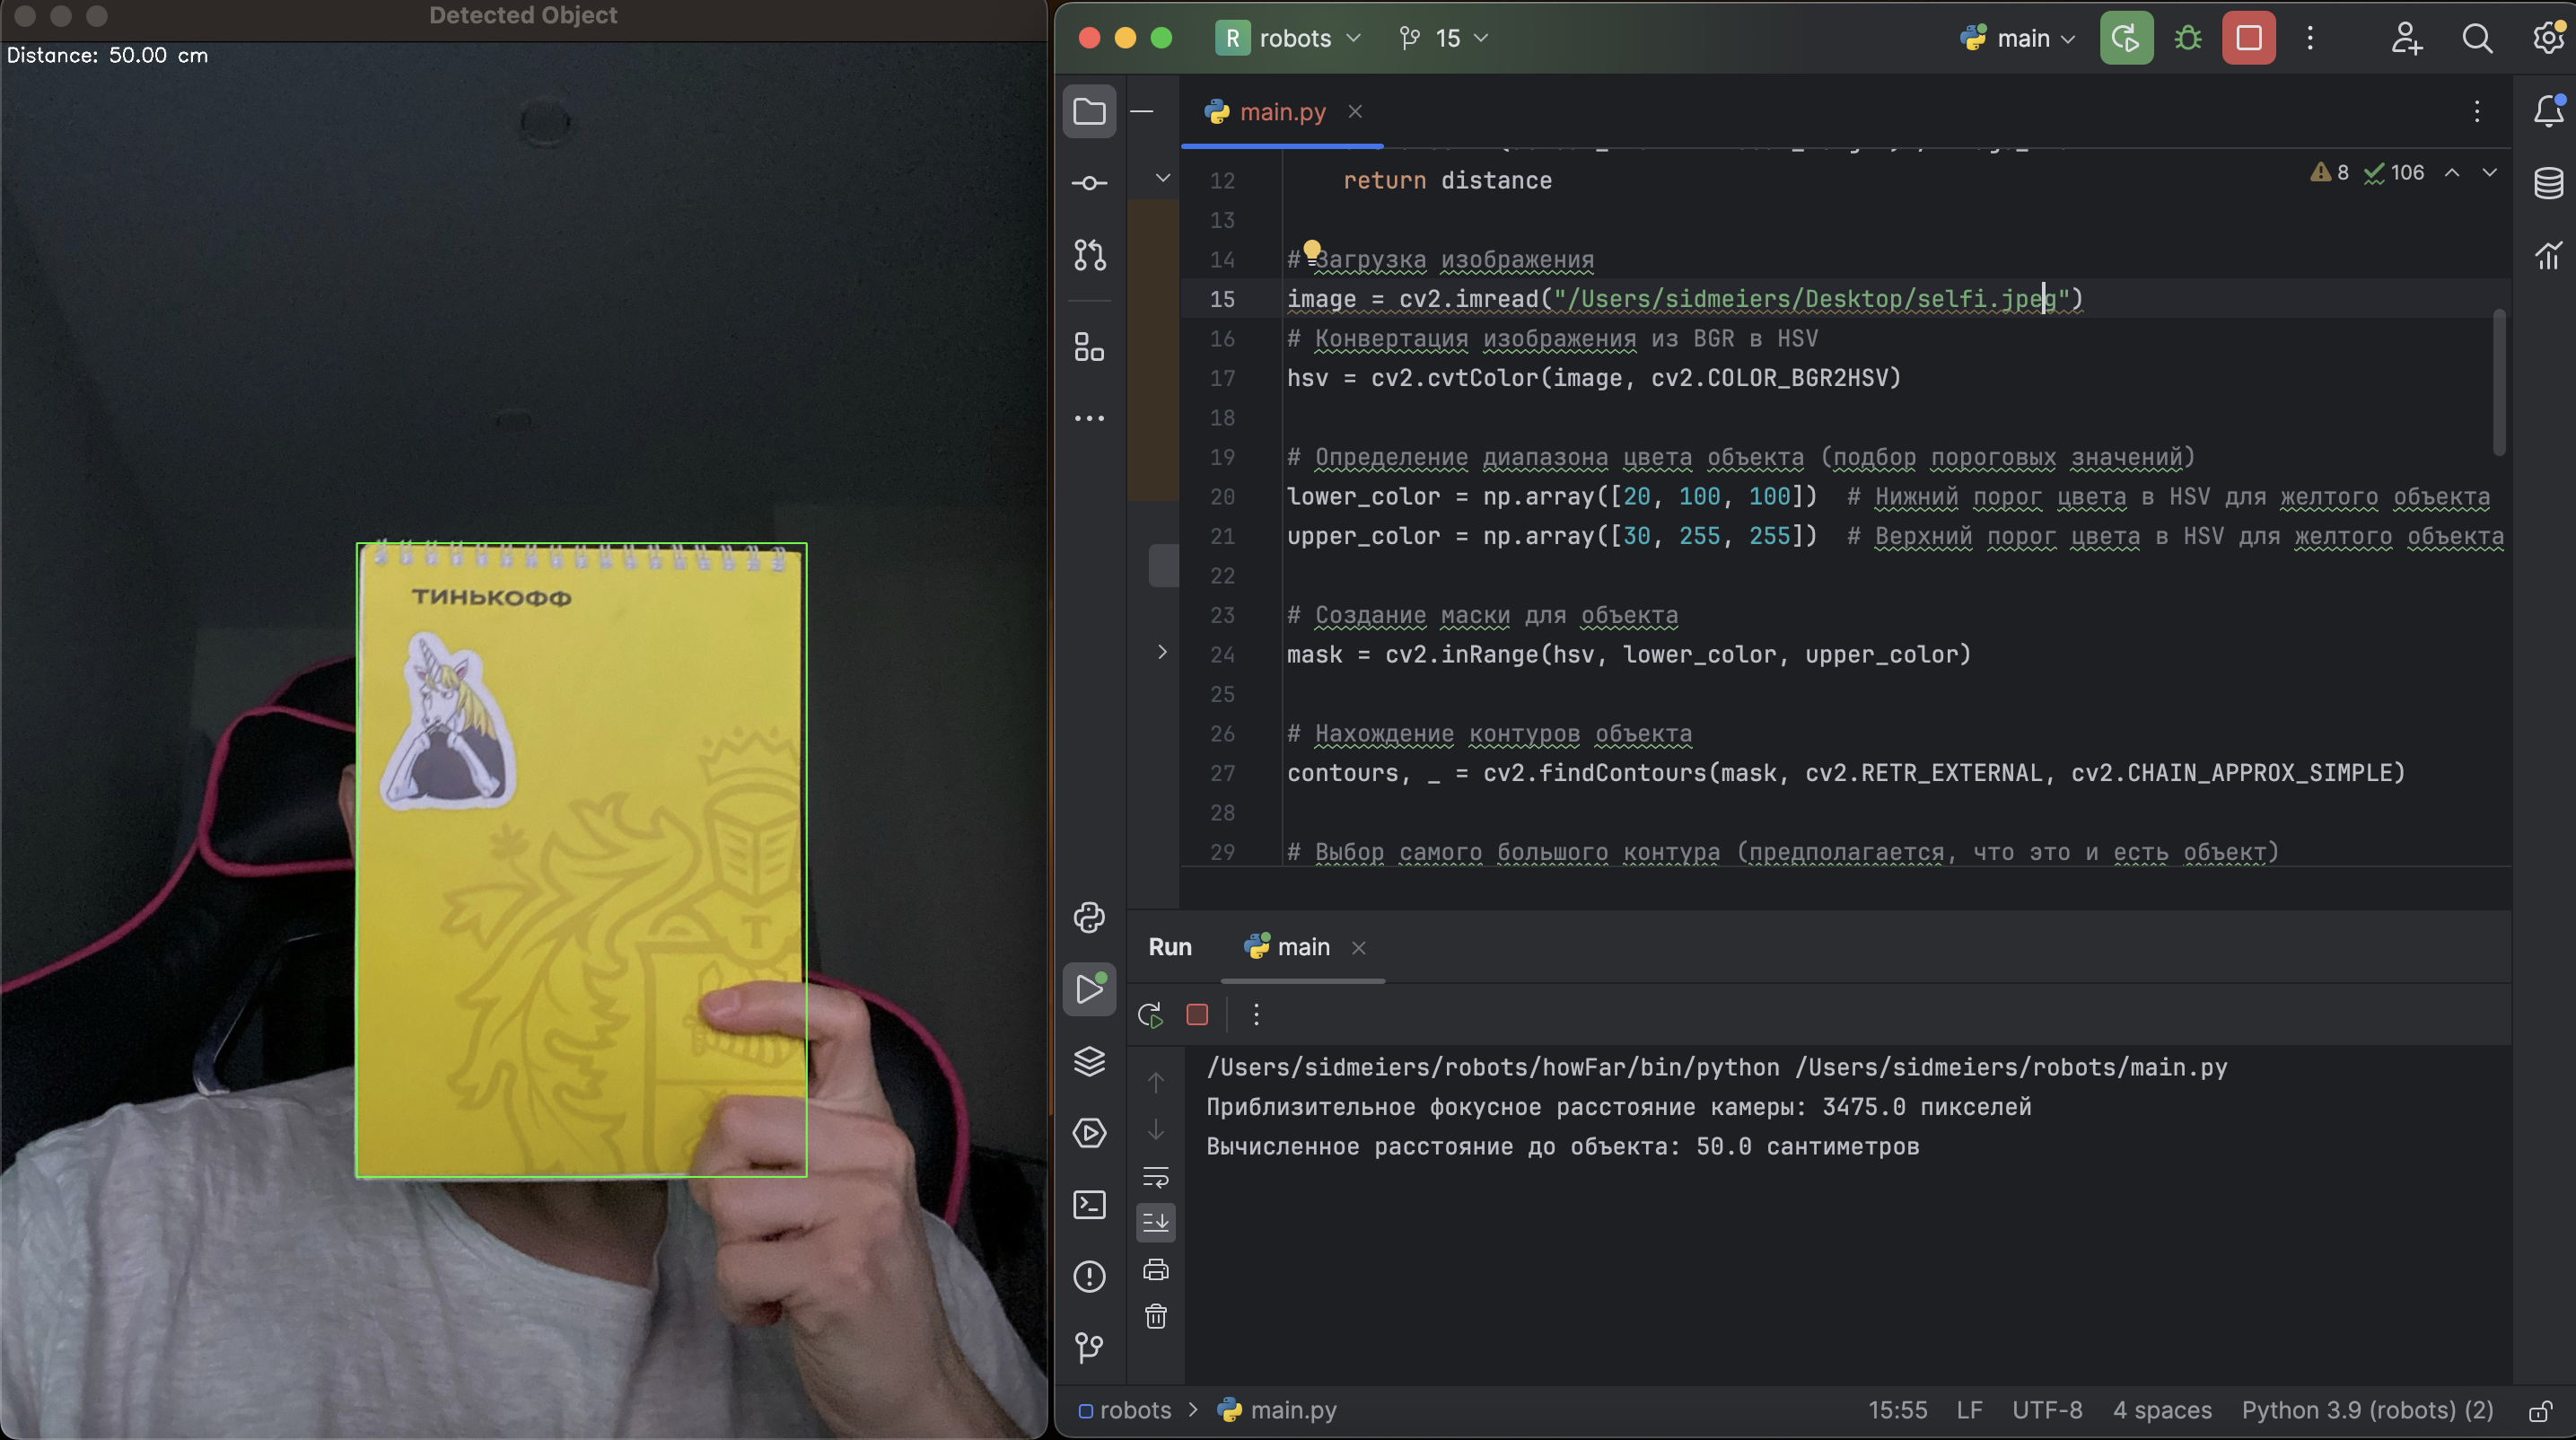 Detected Object
Distance: 50.00 cm
ТИНЬКОФФ
T
R robots
15
main
main.py
12 return distance
8 106
13
14 # Загрузка изображения
15 image = cv2.imread("/Users/sidmeiers/Desktop/selfi.jpeg")
16 # Конвертация изображения из BGR в HSV
17 hsv = cv2.cvtColor(image, cv2.COLOR_BGR2HSV)
18
19 # Определение диапазона цвета объекта (подбор пороговых значений)
20 lower_color = np.array([20, 100, 100]) # Нижний порог цвета в HSV для желтого объекта
21 upper_color = np.array([30, 255, 255]) # Верхний порог цвета в HSV для желтого объекта
22
23 # Создание маски для объекта
24 mask = cv2.inRange(hsv, lower_color, upper_color)
25
26 # Нахождение контуров объекта
27 contours, _ = cv2.findContours(mask, cv2.RETR_EXTERNAL, cv2.CHAIN_APPROX_SIMPLE)
28
29 # Выбор самого большого контура (предполагается, что это и есть объект)
Run main
/Users/sidmeiers/robots/howFar/bin/python /Users/sidmeiers/robots/main.py
Приблизительное фокусное расстояние камеры: 3475.0 пикселей
Вычисленное расстояние до объекта: 50.0 сантиметров
robots > main.py
15:55 LF UTF-8 4 spaces Python 3.9 (robots) (2)